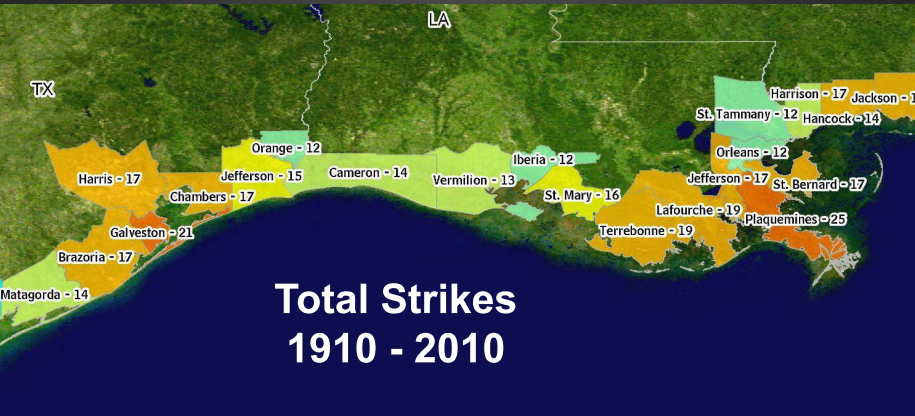 LA
TX
Harrison - 17
Jackson - 1
St. Tammany - 12
Hancock - 14
Orange - 12
Orleans - 12
Iberia - 12
Cameron - 14
Jefferson - 15
Harris - 17
Vermilion - 13
Jefferson - 17
St. Bernard - 17
Chambers - 17
St. Mary - 16
Lafourche - 19
Plaquemines - 25
Galveston - 21
Terrebonne - 19
Brazoria - 17
Matagorda - 14
Total Strikes
1910 - 2010